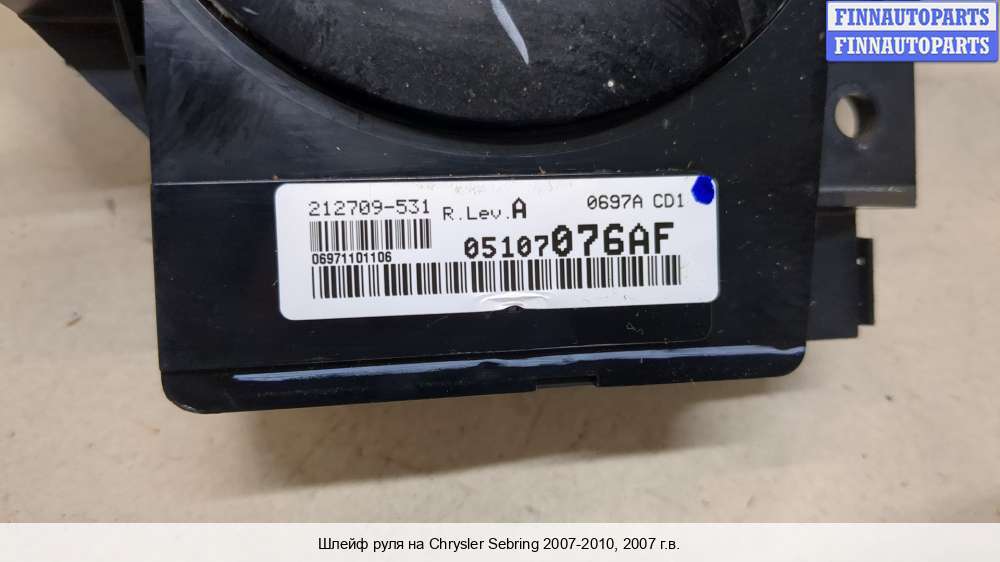 FINNAUTOPARTS
FINNAUTOPARTS
212709-531 R.Lev.A 0697A CD1
06971101106
05107076AF
Шлейф руля на Chrysler Sebring 2007-2010, 2007 г.в.